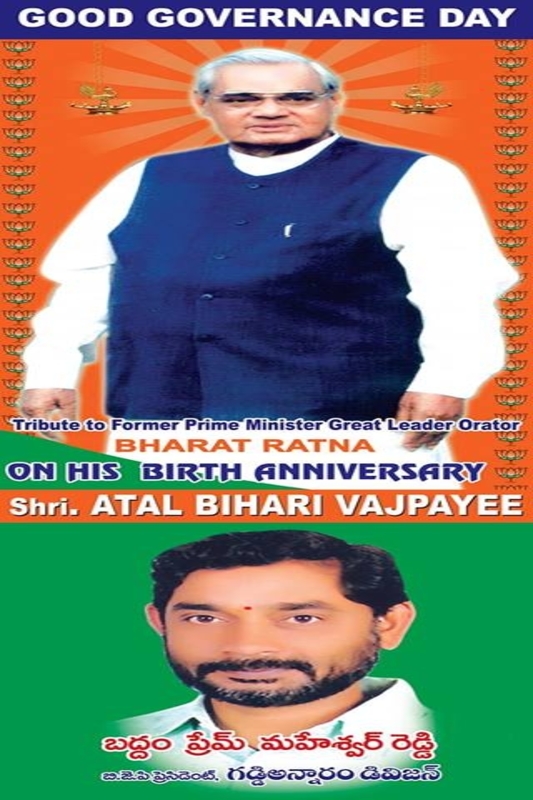 GOOD GOVERNANCE DAY
Tribute to Former Prime Minister Great Leader Orator
BHARAT RATNA
ON HIS BIRTH ANNIVERSARY
Shri. ATAL BIHARI VAJPAYEE
బద్దం ప్రేమ్ మహేశ్వర్ రెడ్డి
బి.జె.పి ప్రెసిడెంట్, గడ్డిఅన్నారం డివిజన్